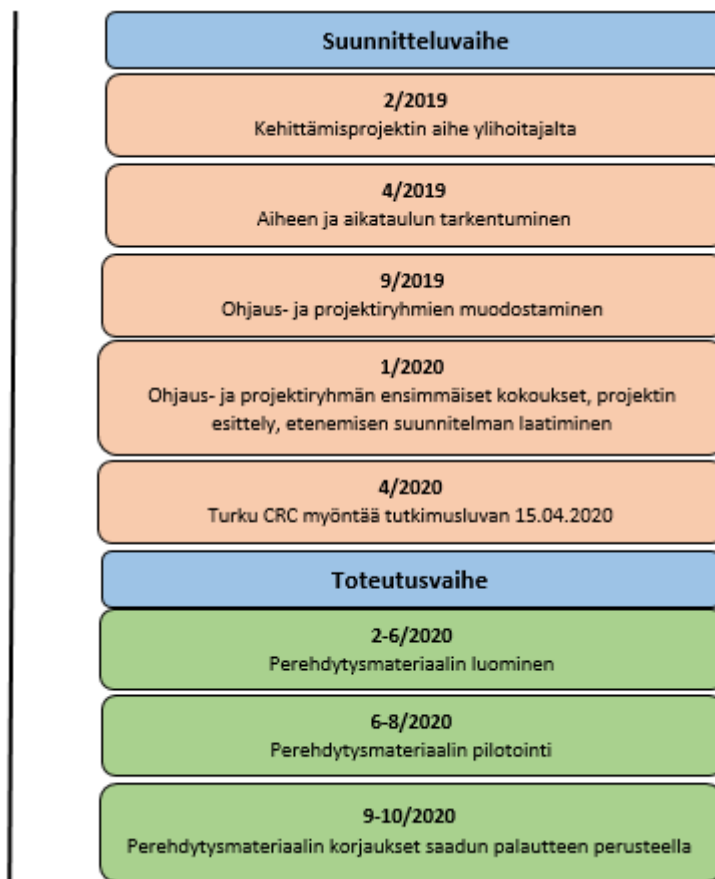 Suunnitteluvaihe
2/2019
Kehittämisprojektin aihe ylihoitajalta
4/2019
Aiheen ja aikataulun tarkentuminen
9/2019
Ohjaus- ja projektiryhmien muodostaminen
1/2020
Ohjaus- ja projektiryhmän ensimmäiset kokoukset, projektin
esittely, etenemisen suunnitelman laatiminen
4/2020
Turku CRC myöntää tutkimusluvan 15.04.2020
Toteutusvaihe
2-6/2020
Perehdytysmateriaalin luominen
6-8/2020
Perehdytysmateriaalin pilotointi
9-10/2020
Perehdytysmateriaalin korjaukset saadun palautteen perusteella